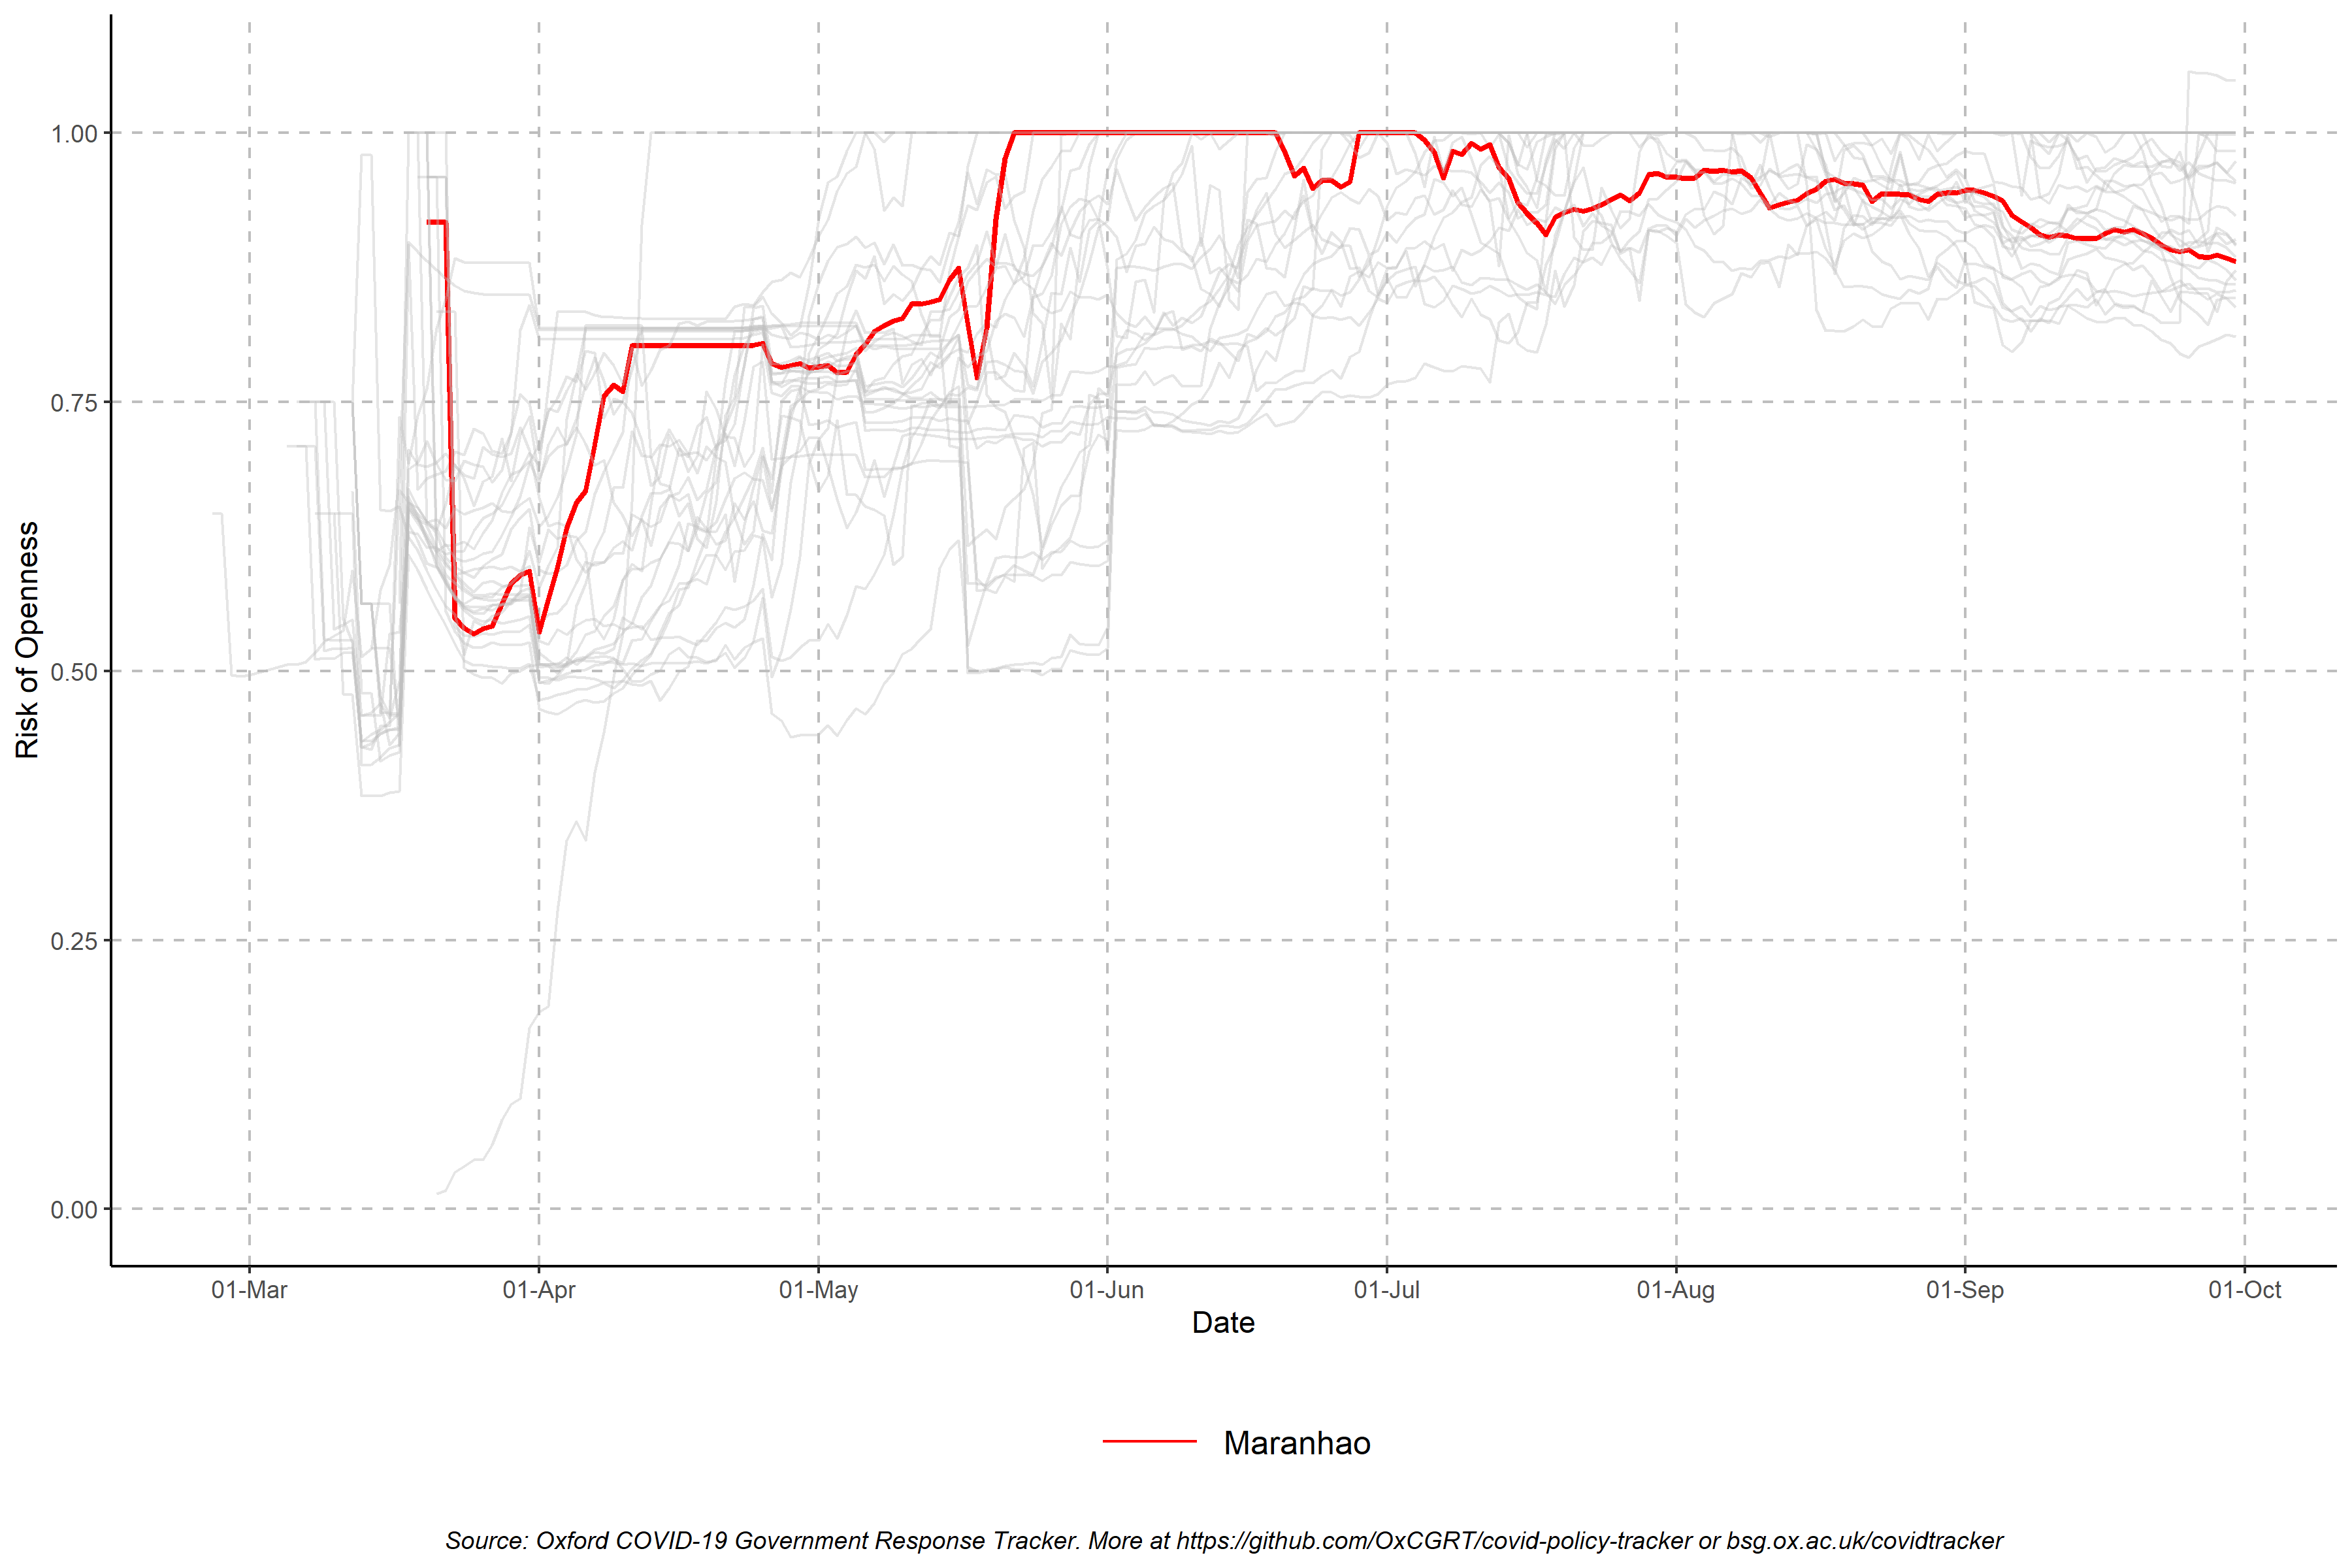 Risk of Openness
1.00
0.75
0.50
0.25
0.00
01-Mar 01-Apr 01-May 01-Jun 01-Jul 01-Aug 01-Sep 01-Oct
Date
Maranhao
Source: Oxford COVID-19 Government Response Tracker. More at https://github.com/OxCGRT/covid-policy-tracker or bsg.ox.ac.uk/covidtracker